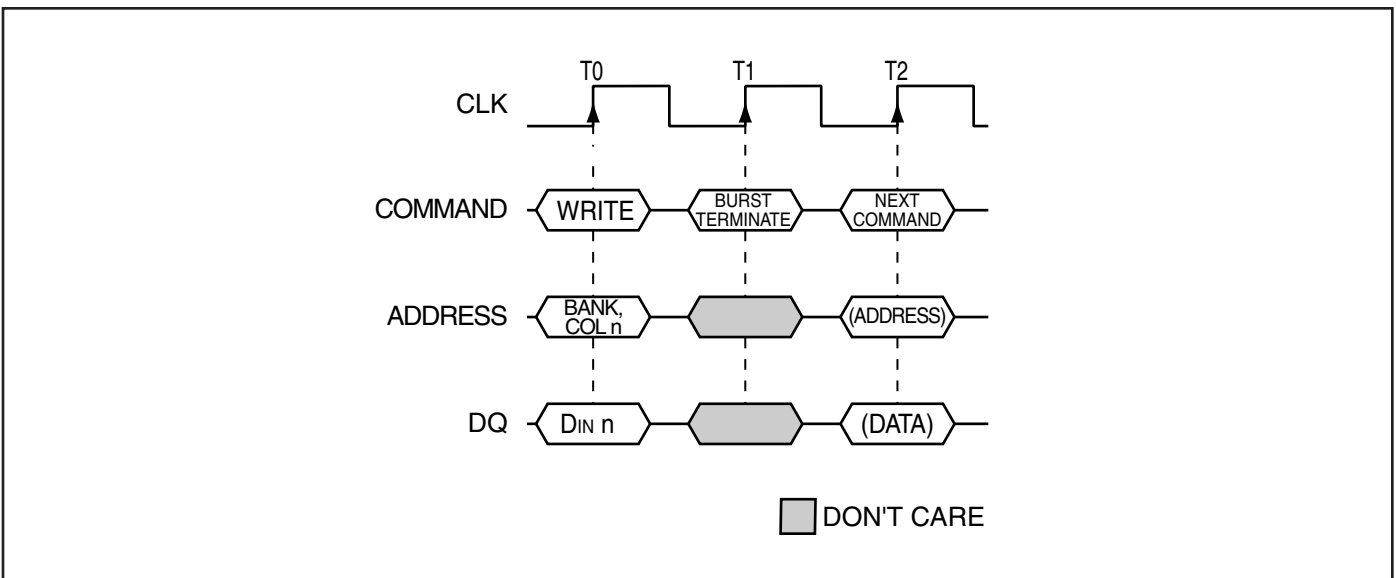 T0 T1 T2
CLK
COMMAND WRITE BURST TERMINATE NEXT COMMAND
ADDRESS BANK, COL n (ADDRESS)
DQ DIN n (DATA)
DON'T CARE